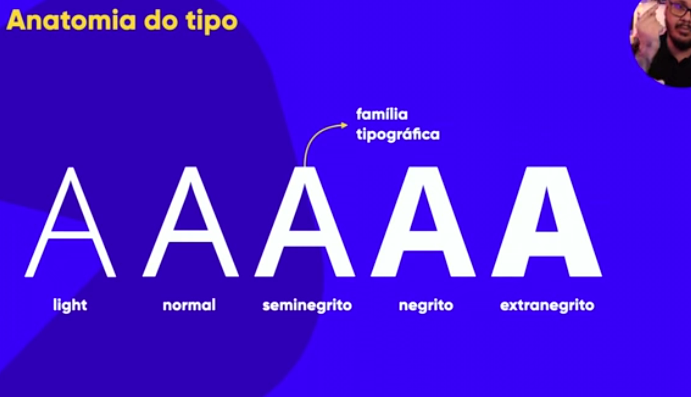 Anatomia do tipo
família
tipográfica
A A A A A
light normal seminegrito negrito extranegrito